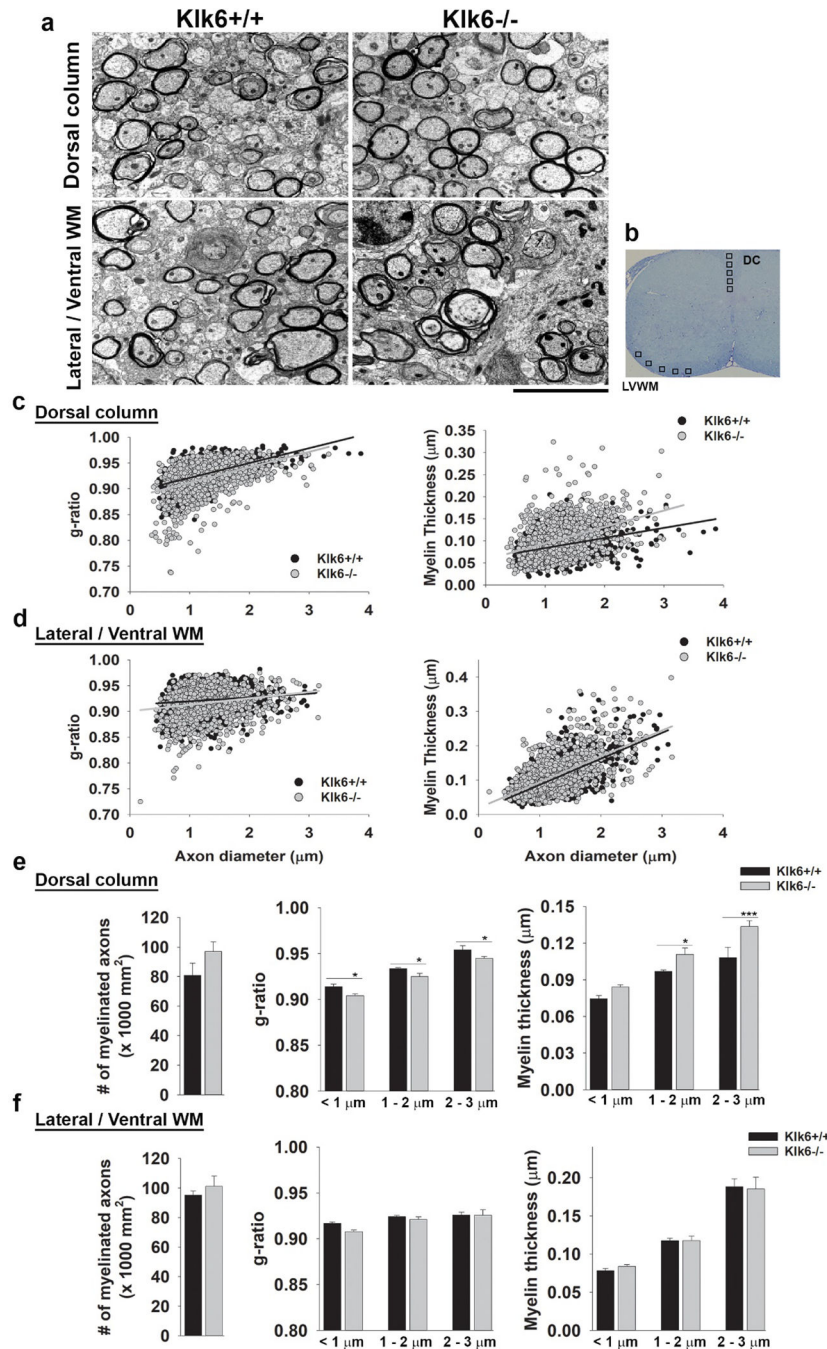 a
Klk6+/+
Klk6-/-
Dorsal column
Lateral / Ventral WM
b
DC
LVWM
c
Dorsal column
g-ratio
1.00
0.95
0.90
0.85
0.80
0.75
0.70
0 1 2 3 4
Klk6+/+
Klk6-/-
Myelin Thickness (μm)
0.35
0.30
0.25
0.20
0.15
0.10
0.05
0.00
0 1 2 3 4
Klk6+/+
Klk6-/-
d
Lateral / Ventral WM
g-ratio
1.00
0.95
0.90
0.85
0.80
0.75
0.70
0 1 2 3 4
Axon diameter (μm)
Klk6+/+
Klk6-/-
Myelin Thickness (μm)
0.4
0.3
0.2
0.1
0.0
0 1 2 3 4
Axon diameter (μm)
Klk6+/+
Klk6-/-
e
Dorsal column
Klk6+/+
Klk6-/-
# of myelinated axons
(x 1000 mm²)
120
100
80
60
40
20
0
g-ratio
1.00
0.95
0.90
0.85
0.80
* * *
< 1 μm 1 - 2 μm 2 - 3 μm
Myelin thickness (μm)
0.15
0.12
0.09
0.06
0.03
0.00
* ***
< 1 μm 1 - 2 μm 2 - 3 μm
f
Lateral / Ventral WM
Klk6+/+
Klk6-/-
# of myelinated axons
(x 1000 mm²)
120
100
80
60
40
20
0
g-ratio
1.00
0.95
0.90
0.85
0.80
< 1 μm 1 - 2 μm 2 - 3 μm
Myelin thickness (μm)
0.20
0.15
0.10
0.05
0.00
< 1 μm 1 - 2 μm 2 - 3 μm